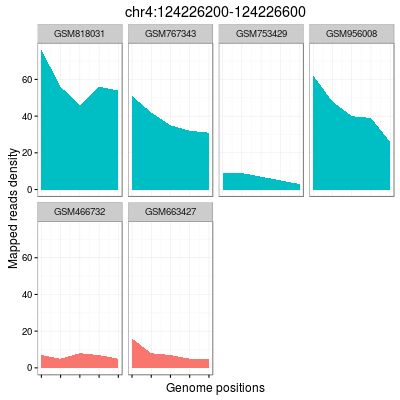 chr4:124226200-124226600
GSM818031 GSM767343 GSM753429 GSM956008
60
40
20
0
GSM466732 GSM663427
60
40
20
0
Mapped reads density
Genome positions